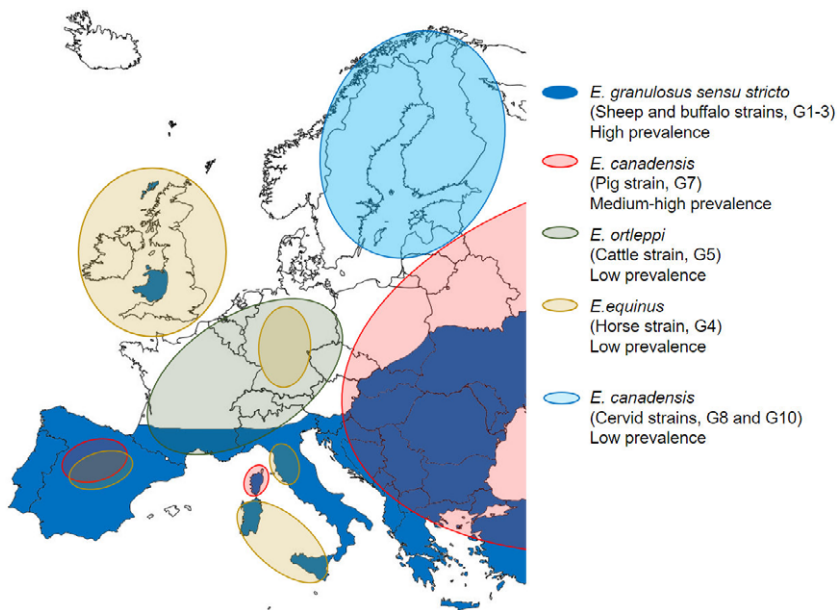 E. granulosus sensu stricto
(Sheep and buffalo strains, G1-3)
High prevalence
E. canadensis
(Pig strain, G7)
Medium-high prevalence
E. ortleppi
(Cattle strain, G5)
Low prevalence
E.equinus
(Horse strain, G4)
Low prevalence
E. canadensis
(Cervid strains, G8 and G10)
Low prevalence